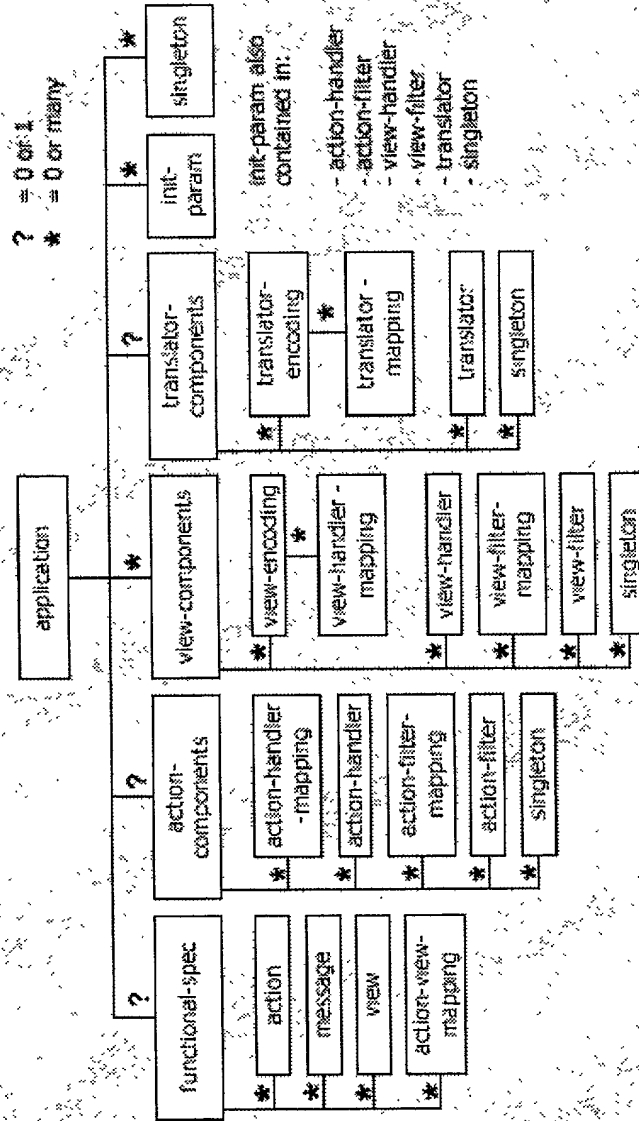 ? = 0 or 1
* = 0 or many
application
?
functional-spec
*
action
*
message
*
view
*
action-view-
mapping
?
action-
components
*
action-handler
-mapping
*
action-handler
*
action-filter-
mapping
*
action-filter
*
singleton
*
view-components
*
view-encoding
*
view-handler -
mapping
*
view-handler
*
view-filter-
mapping
*
view-filter
*
singleton
?
translator-
components
*
translator-
encoding
*
translator -
mapping
*
translator
*
singleton
*
init-
param
*
singleton
init-param also
contained in:
- action-handler
- action-filter
- view-handler
- view-filter
- translator
- singleton